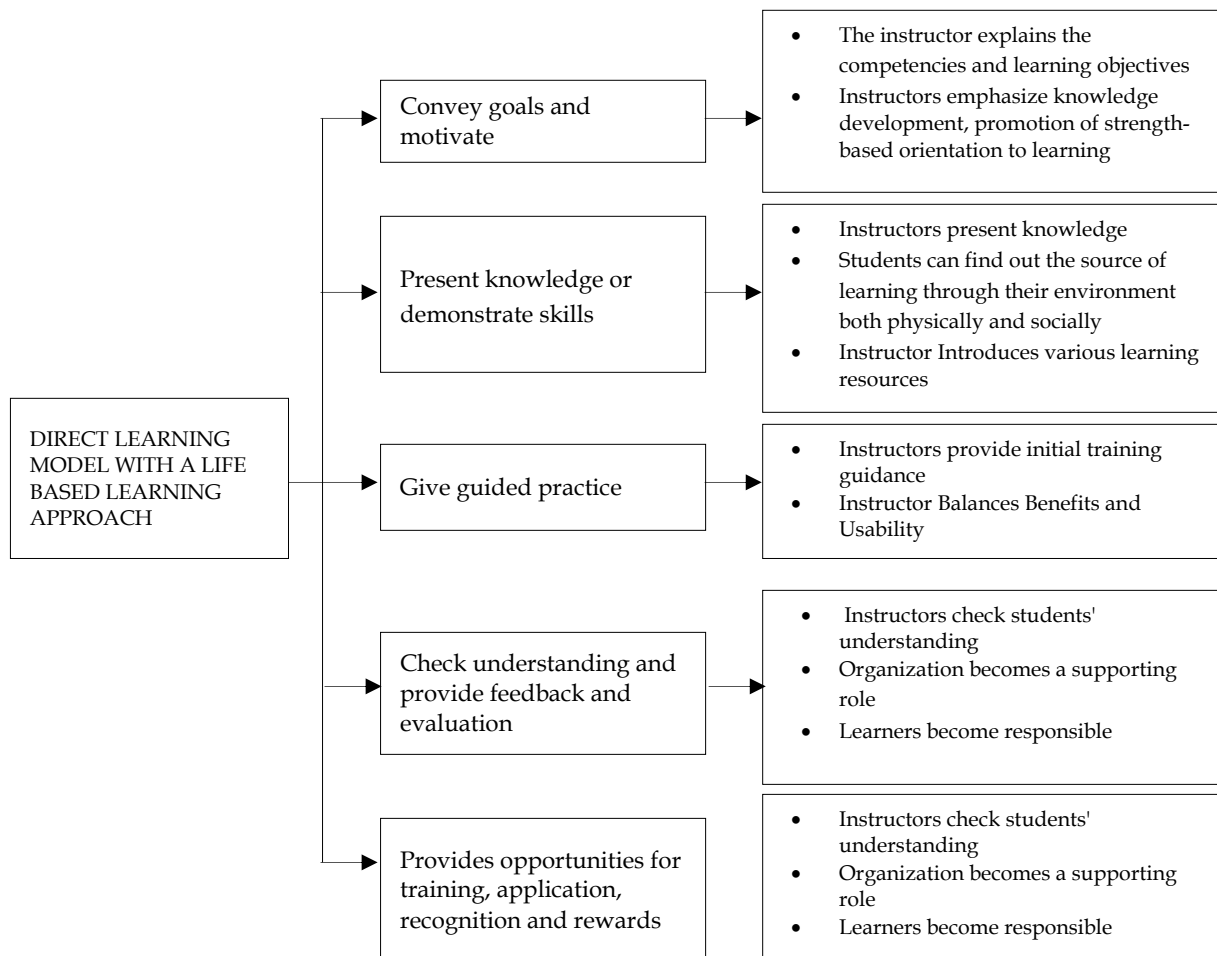 DIRECT LEARNING
MODEL WITH A LIFE
BASED LEARNING
APPROACH
Convey goals and
motivate
• The instructor explains the
competencies and learning objectives
• Instructors emphasize knowledge
development, promotion of strength-
based orientation to learning
Present knowledge or
demonstrate skills
• Instructors present knowledge
• Students can find out the source of
learning through their environment
both physically and socially
• Instructor Introduces various learning
resources
Give guided practice
• Instructors provide initial training
guidance
• Instructor Balances Benefits and
Usability
Check understanding and
provide feedback and
evaluation
• Instructors check students'
understanding
• Organization becomes a supporting
role
• Learners become responsible
Provides opportunities for
training, application,
recognition and rewards
• Instructors check students'
understanding
• Organization becomes a supporting
role
• Learners become responsible